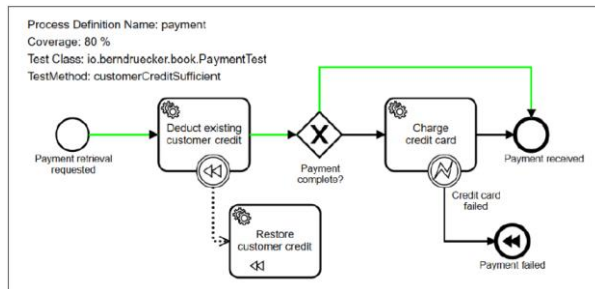 Process Definition Name: payment
Coverage: 80 %
Test Class: io.berndruecker.book.PaymentTest
TestMethod: customerCreditSufficient
Deduct existing
customer credit
Charge
credit card
Payment retrieval
requested
Payment
complete?
Payment received
Credit card
failed
Restore
customer credit
Payment failed